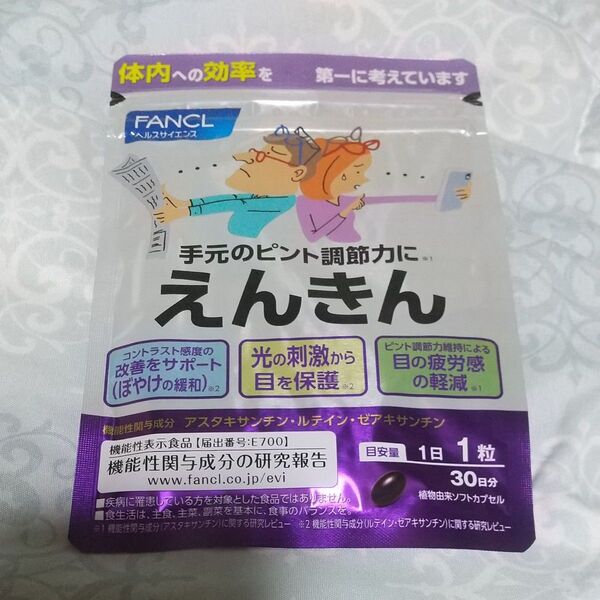 体内への効率を 第一に考えています
FANCL
ヘルスサイエンス
手元のピント調節力に※1
えんきん
コントラスト感度の
改善をサポート
(ぼやけの緩和)※2
光の刺激から
目を保護※2
ピント調節力維持による
目の疲労感
の軽減※1
機能性関与成分 アスタキサンチン・ルテイン・ゼアキサンチン
機能性表示食品【届出番号:E700】
機能性関与成分の研究報告
www.fancl.co.jp/evi
目安量 1日 1粒
30日分
植物由来ソフトカプセル
■疾病に罹患している方を対象とした食品ではありません。
■食生活は、主食、主菜、副菜を基本に、食事のバランスを。
※1 機能性関与成分(アスタキサンチン)に関する研究レビュー ※2 機能性関与成分(ルテイン・ゼアキサンチン)に関する研究レビュー